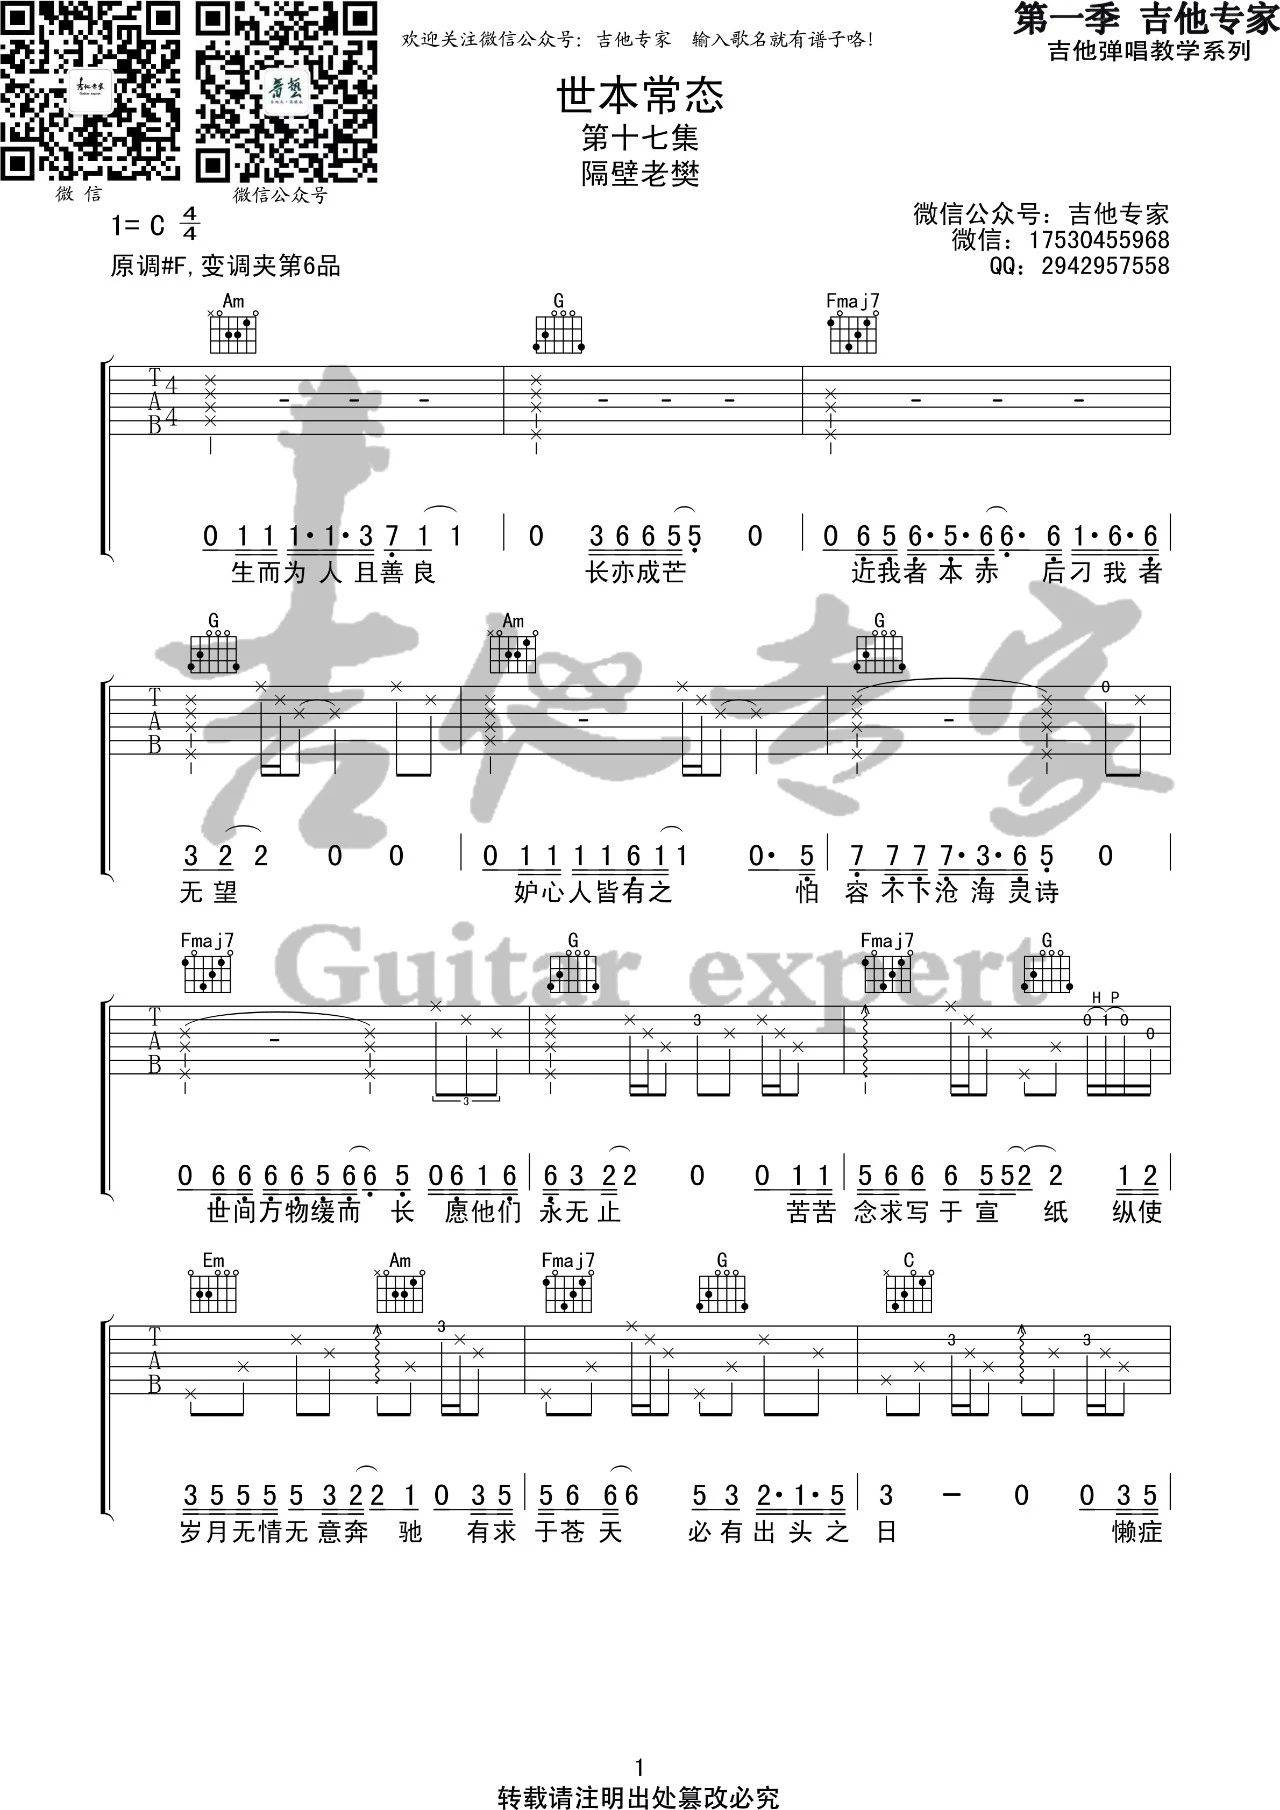 第一季 吉他专家
吉他弹唱教学系列
欢迎关注微信公众号：吉他专家 输入歌名就有谱子咯！
世本常态
第十七集
隔壁老樊
微信
微信公众号
1= C 4/4
原调#F,变调夹第6品
微信公众号：吉他专家
微信：17530455968
QQ：2942957558
Am G Fmaj7
T A B 4 4
0 1 1 1· 1· 3 7 1 1 0 3 6 6 5 5 0 0 6 5 6· 5· 6 6· 6 1· 6· 6
生而为人且善良 长亦成芒 近我者本赤 后刁我者
G Am G
T A B 0
3 2 2 0 0 0 1 1 1 1 6 1 1 0· 5 7 7 7 7· 3· 6 5 0
无望 妒心人皆有之 怕容不下沧海灵诗
Guitar expert
Fmaj7 G Fmaj7 G
T A B 3 3 H P 0 1 0 0
0 6 6 6 6 5 6 6 5 0 6 1 6 6 3 2 2 0 0 1 1 5 6 6 6 5 5 2 2 1 2
世间万物缓而长 愿他们永无止 苦苦念求写于宣纸 纵使
Em Am Fmaj7 G C
T A B 3 3 3
3 5 5 5 5 3 2 2 1 0 3 5 5 6 6 6 5 3 2· 1· 5 3 — 0 0 3 5
岁月无情无意奔驰 有求于苍天 必有出头之日 懒症
1
转载请注明出处篡改必究